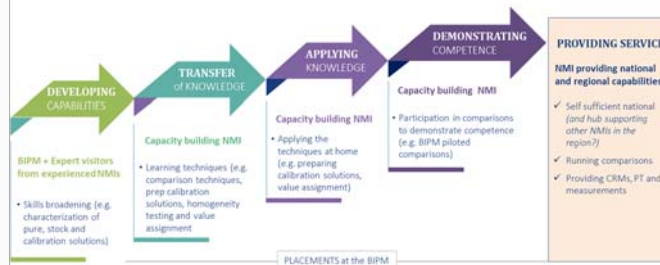 DEVELOPING
CAPABILITIES
BIPM + Expert visitors
from experienced NMIs
• Skills broadening (e.g.
characterization of
pure, stock and
calibration solutions)
TRANSFER
of KNOWLEDGE
Capacity building NMI
• Learning techniques (e.g.
comparison techniques,
prep calibration
solutions, homogeneity
testing and value
assignment
APPLYING
KNOWLEDGE
Capacity building NMI
• Applying the
techniques at home
(e.g. preparing
calibration solutions,
value assignment)
DEMONSTRATING
COMPETENCE
Capacity building NMI
• Participation in comparisons
to demonstrate competence
(e.g. BIPM piloted
comparisons)
PROVIDING SERVICE
NMI providing national
and regional capabilities
✓ Self sufficient national
(and hub supporting
other NMIs in the
region?)
✓ Running comparisons
✓ Providing CRMs, PT and
measurements
PLACEMENTS at the BIPM